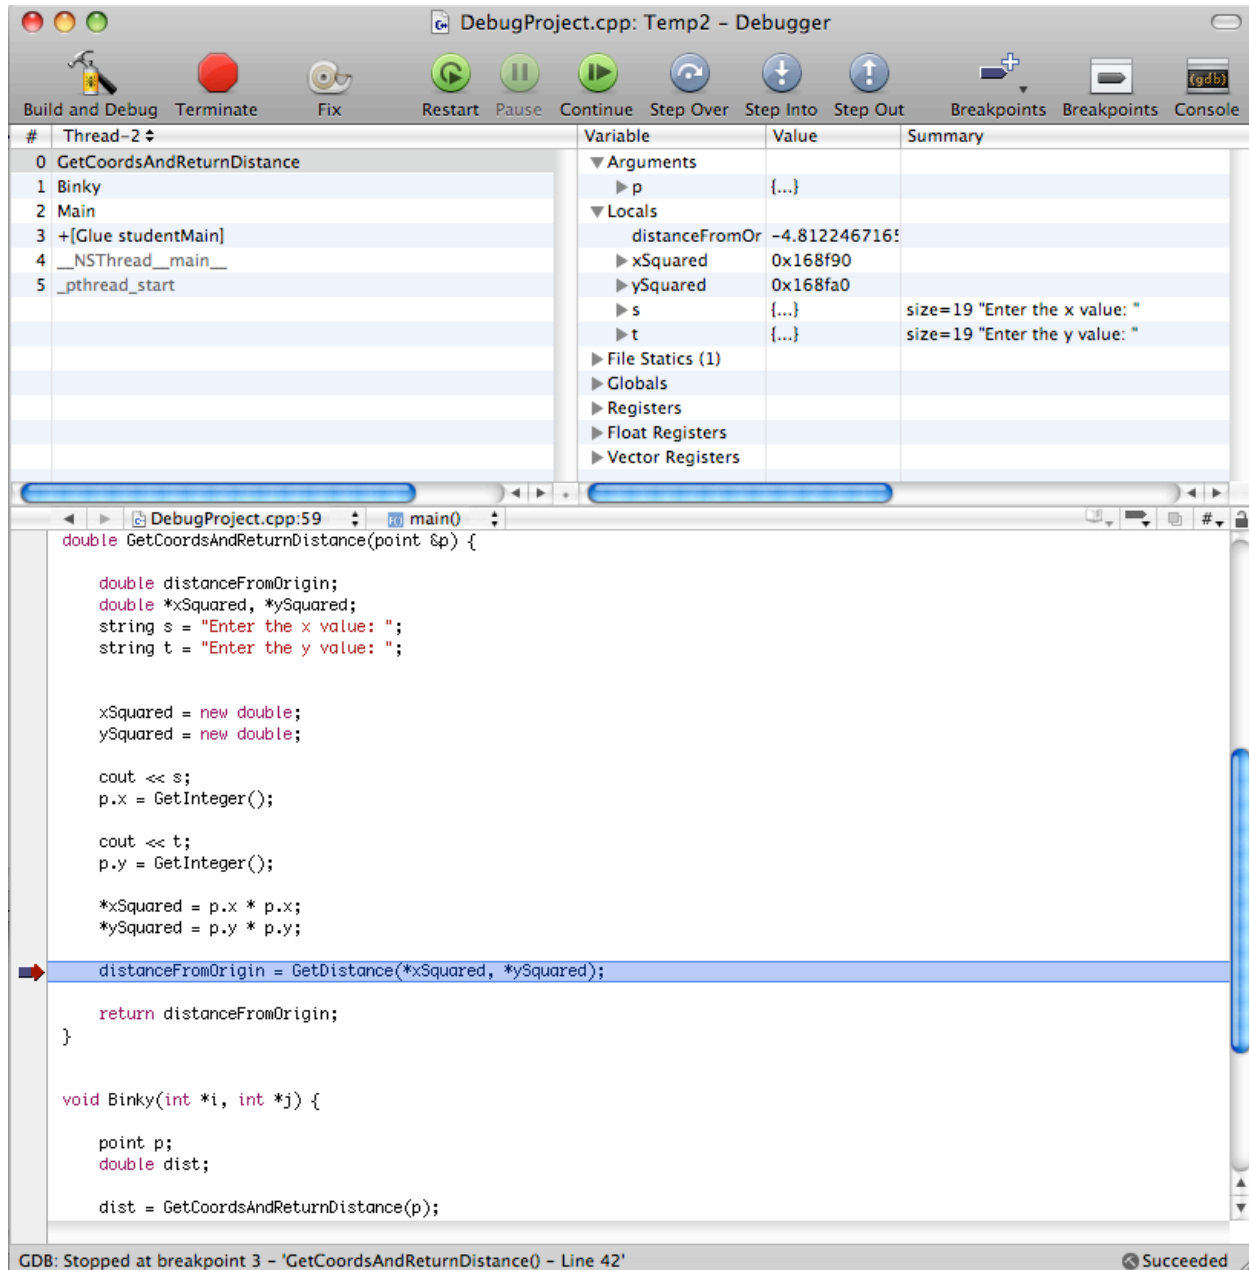 DebugProject.cpp: Temp2 – Debugger
Build and Debug Terminate Fix Restart Pause Continue Step Over Step Into Step Out Breakpoints Breakpoints (gdb) Console
# Thread-2
0 GetCoordsAndReturnDistance
1 Binky
2 Main
3 +[Glue studentMain]
4 __NSThread__main__
5 _pthread_start
Variable Value Summary
Arguments
p {...}
Locals
distanceFromOr -4.8122467165
xSquared 0x168f90
ySquared 0x168fa0
s {...} size=19 "Enter the x value: "
t {...} size=19 "Enter the y value: "
File Statics (1)
Globals
Registers
Float Registers
Vector Registers
DebugProject.cpp:59 main() #
double GetCoordsAndReturnDistance(point &p) {
double distanceFromOrigin;
double *xSquared, *ySquared;
string s = "Enter the x value: ";
string t = "Enter the y value: ";
xSquared = new double;
ySquared = new double;
cout << s;
p.x = GetInteger();
cout << t;
p.y = GetInteger();
*xSquared = p.x * p.x;
*ySquared = p.y * p.y;
distanceFromOrigin = GetDistance(*xSquared, *ySquared);
return distanceFromOrigin;
}
void Binky(int *i, int *j) {
point p;
double dist;
dist = GetCoordsAndReturnDistance(p);
GDB: Stopped at breakpoint 3 – 'GetCoordsAndReturnDistance() – Line 42' Succeeded